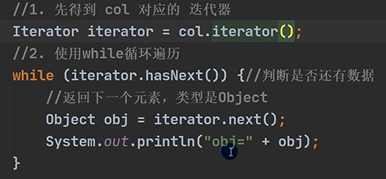 //1. 先得到 col 对应的 迭代器
Iterator iterator = col.iterator();
//2. 使用while循环遍历
while (iterator.hasNext()) {//判断是否还有数据
//返回下一个元素，类型是Object
Object obj = iterator.next();
System.out.println("obj=" + obj);
}